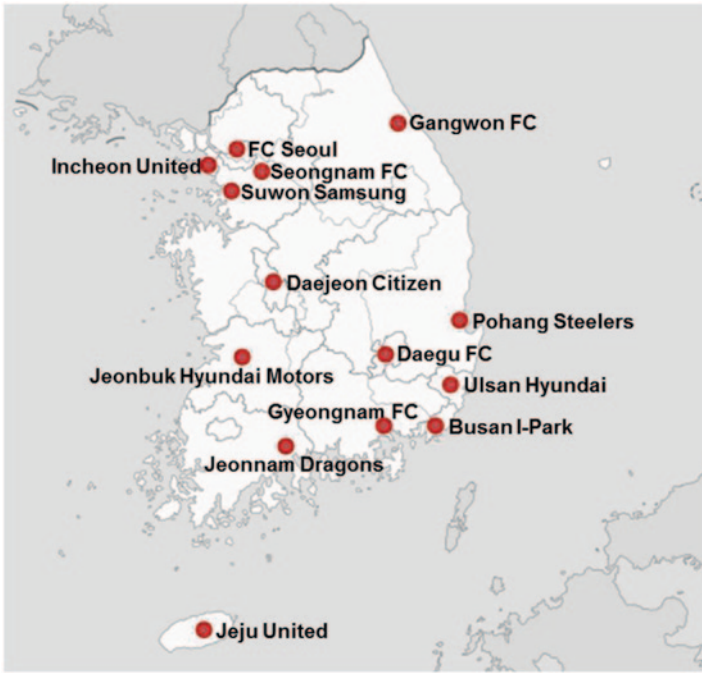 Gangwon FC
FC Seoul
Incheon United
Seongnam FC
Suwon Samsung
Daejeon Citizen
Pohang Steelers
Daegu FC
Jeonbuk Hyundai Motors
Ulsan Hyundai
Gyeongnam FC
Busan I-Park
Jeonnam Dragons
Jeju United